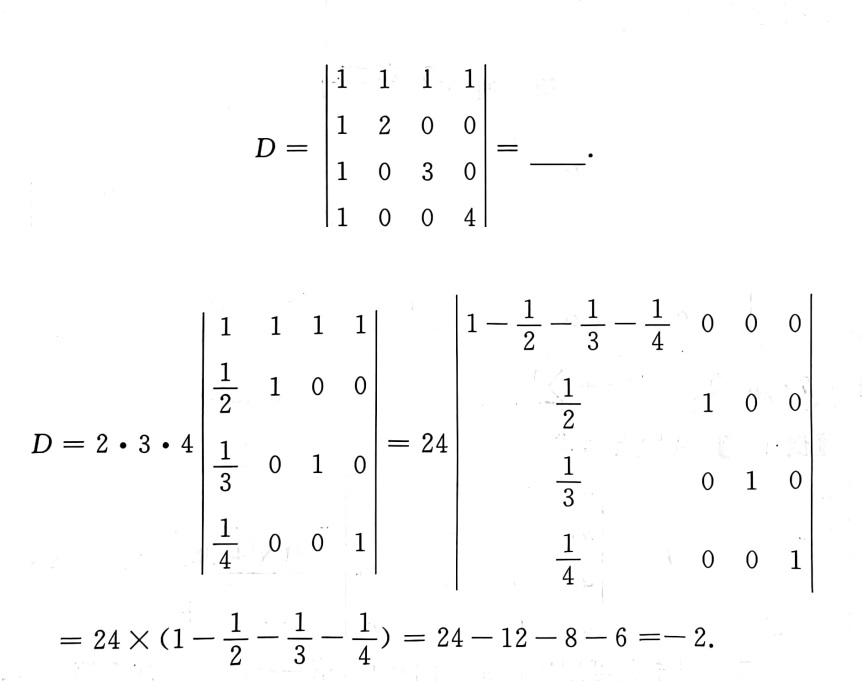 D = | 1 1 1 1 |
| 1 2 0 0 |
| 1 0 3 0 | = ____.
| 1 0 0 4 |
D = 2 · 3 · 4 | 1 1 1 1 | = 24 | 1 − 1/2 − 1/3 − 1/4 0 0 0 |
| 1/2 1 0 0 | | 1/2 1 0 0 |
| 1/3 0 1 0 | | 1/3 0 1 0 |
| 1/4 0 0 1 | | 1/4 0 0 1 |
= 24 × (1 − 1/2 − 1/3 − 1/4) = 24 − 12 − 8 − 6 = − 2.